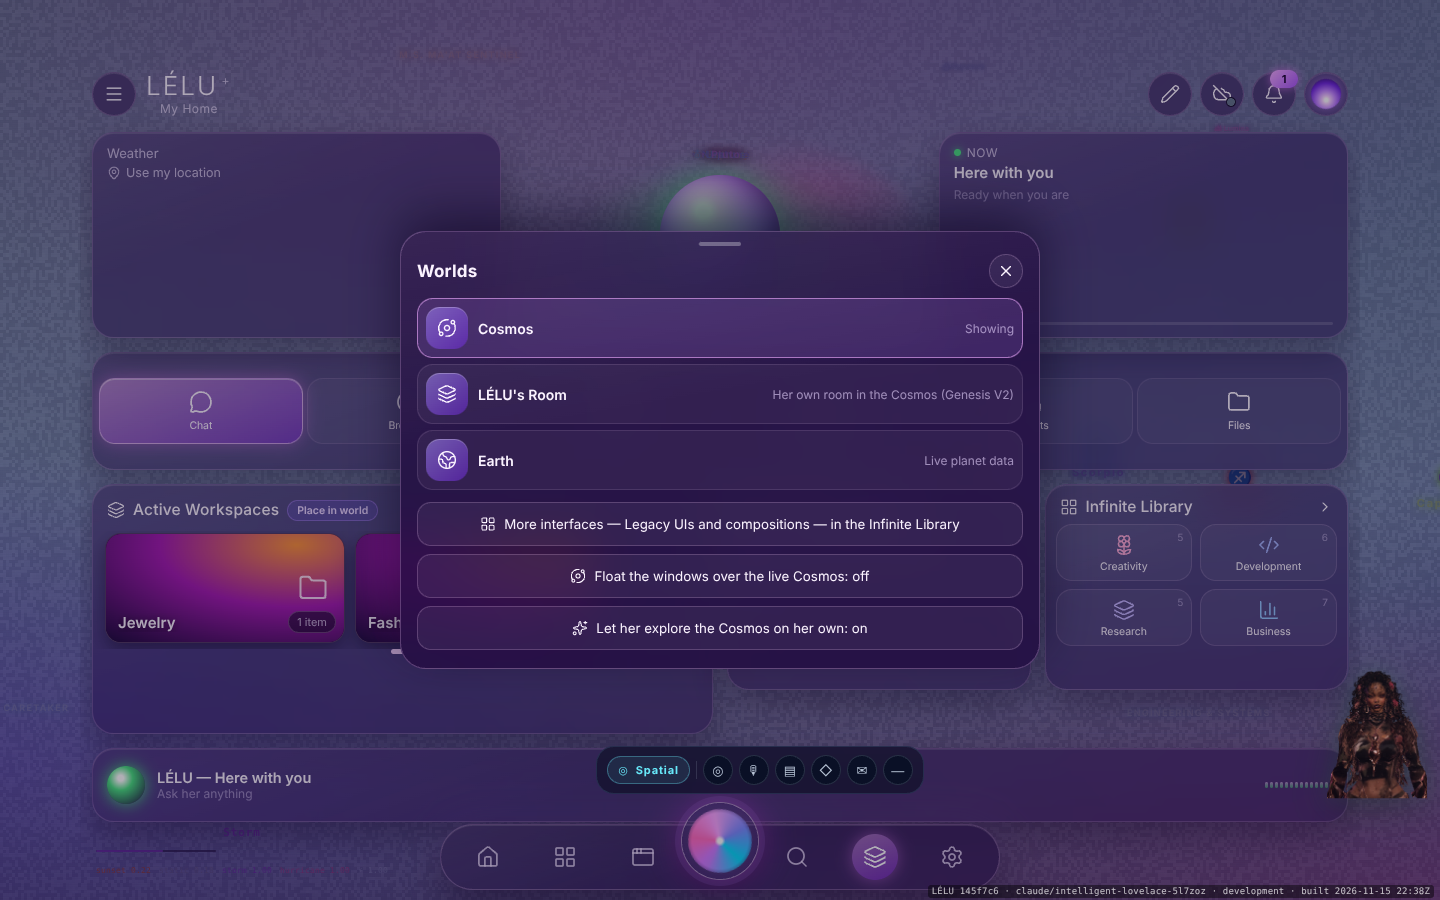 LÉLU +
My Home
1
Weather
Use my location
NOW
Here with you
Ready when you are
Worlds
Cosmos
Showing
LÉLU's Room
Her own room in the Cosmos (Genesis V2)
Earth
Live planet data
More interfaces — Legacy UIs and compositions — in the Infinite Library
Float the windows over the live Cosmos: off
Let her explore the Cosmos on her own: on
Chat
Files
Active Workspaces
Place in world
Jewelry
1 item
Infinite Library
Creativity
5
Development
6
Research
5
Business
7
LÉLU — Here with you
Ask her anything
Spatial
LÉLU 145f7c6 · claude/intelligent-lovelace-5l7zoz · development · built 2026-11-15 22:38Z